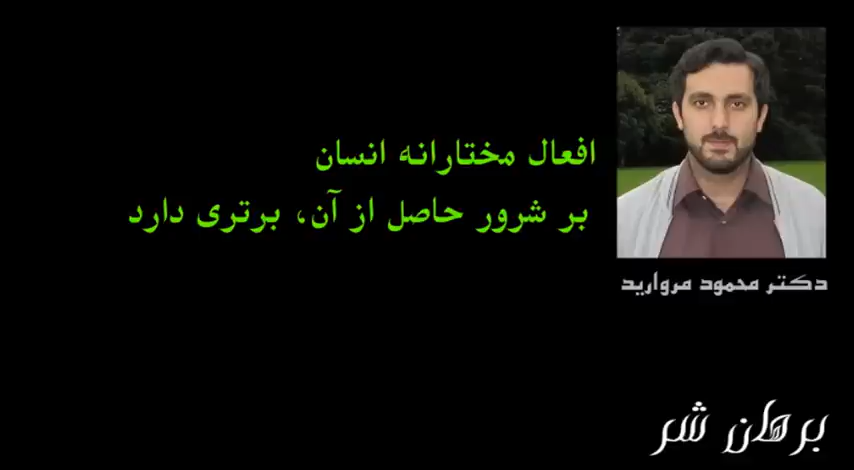 افعال مختارانه انسان
بر شرور حاصل از آن، برتری دارد
دکتر محمود مروارید
برهان شر